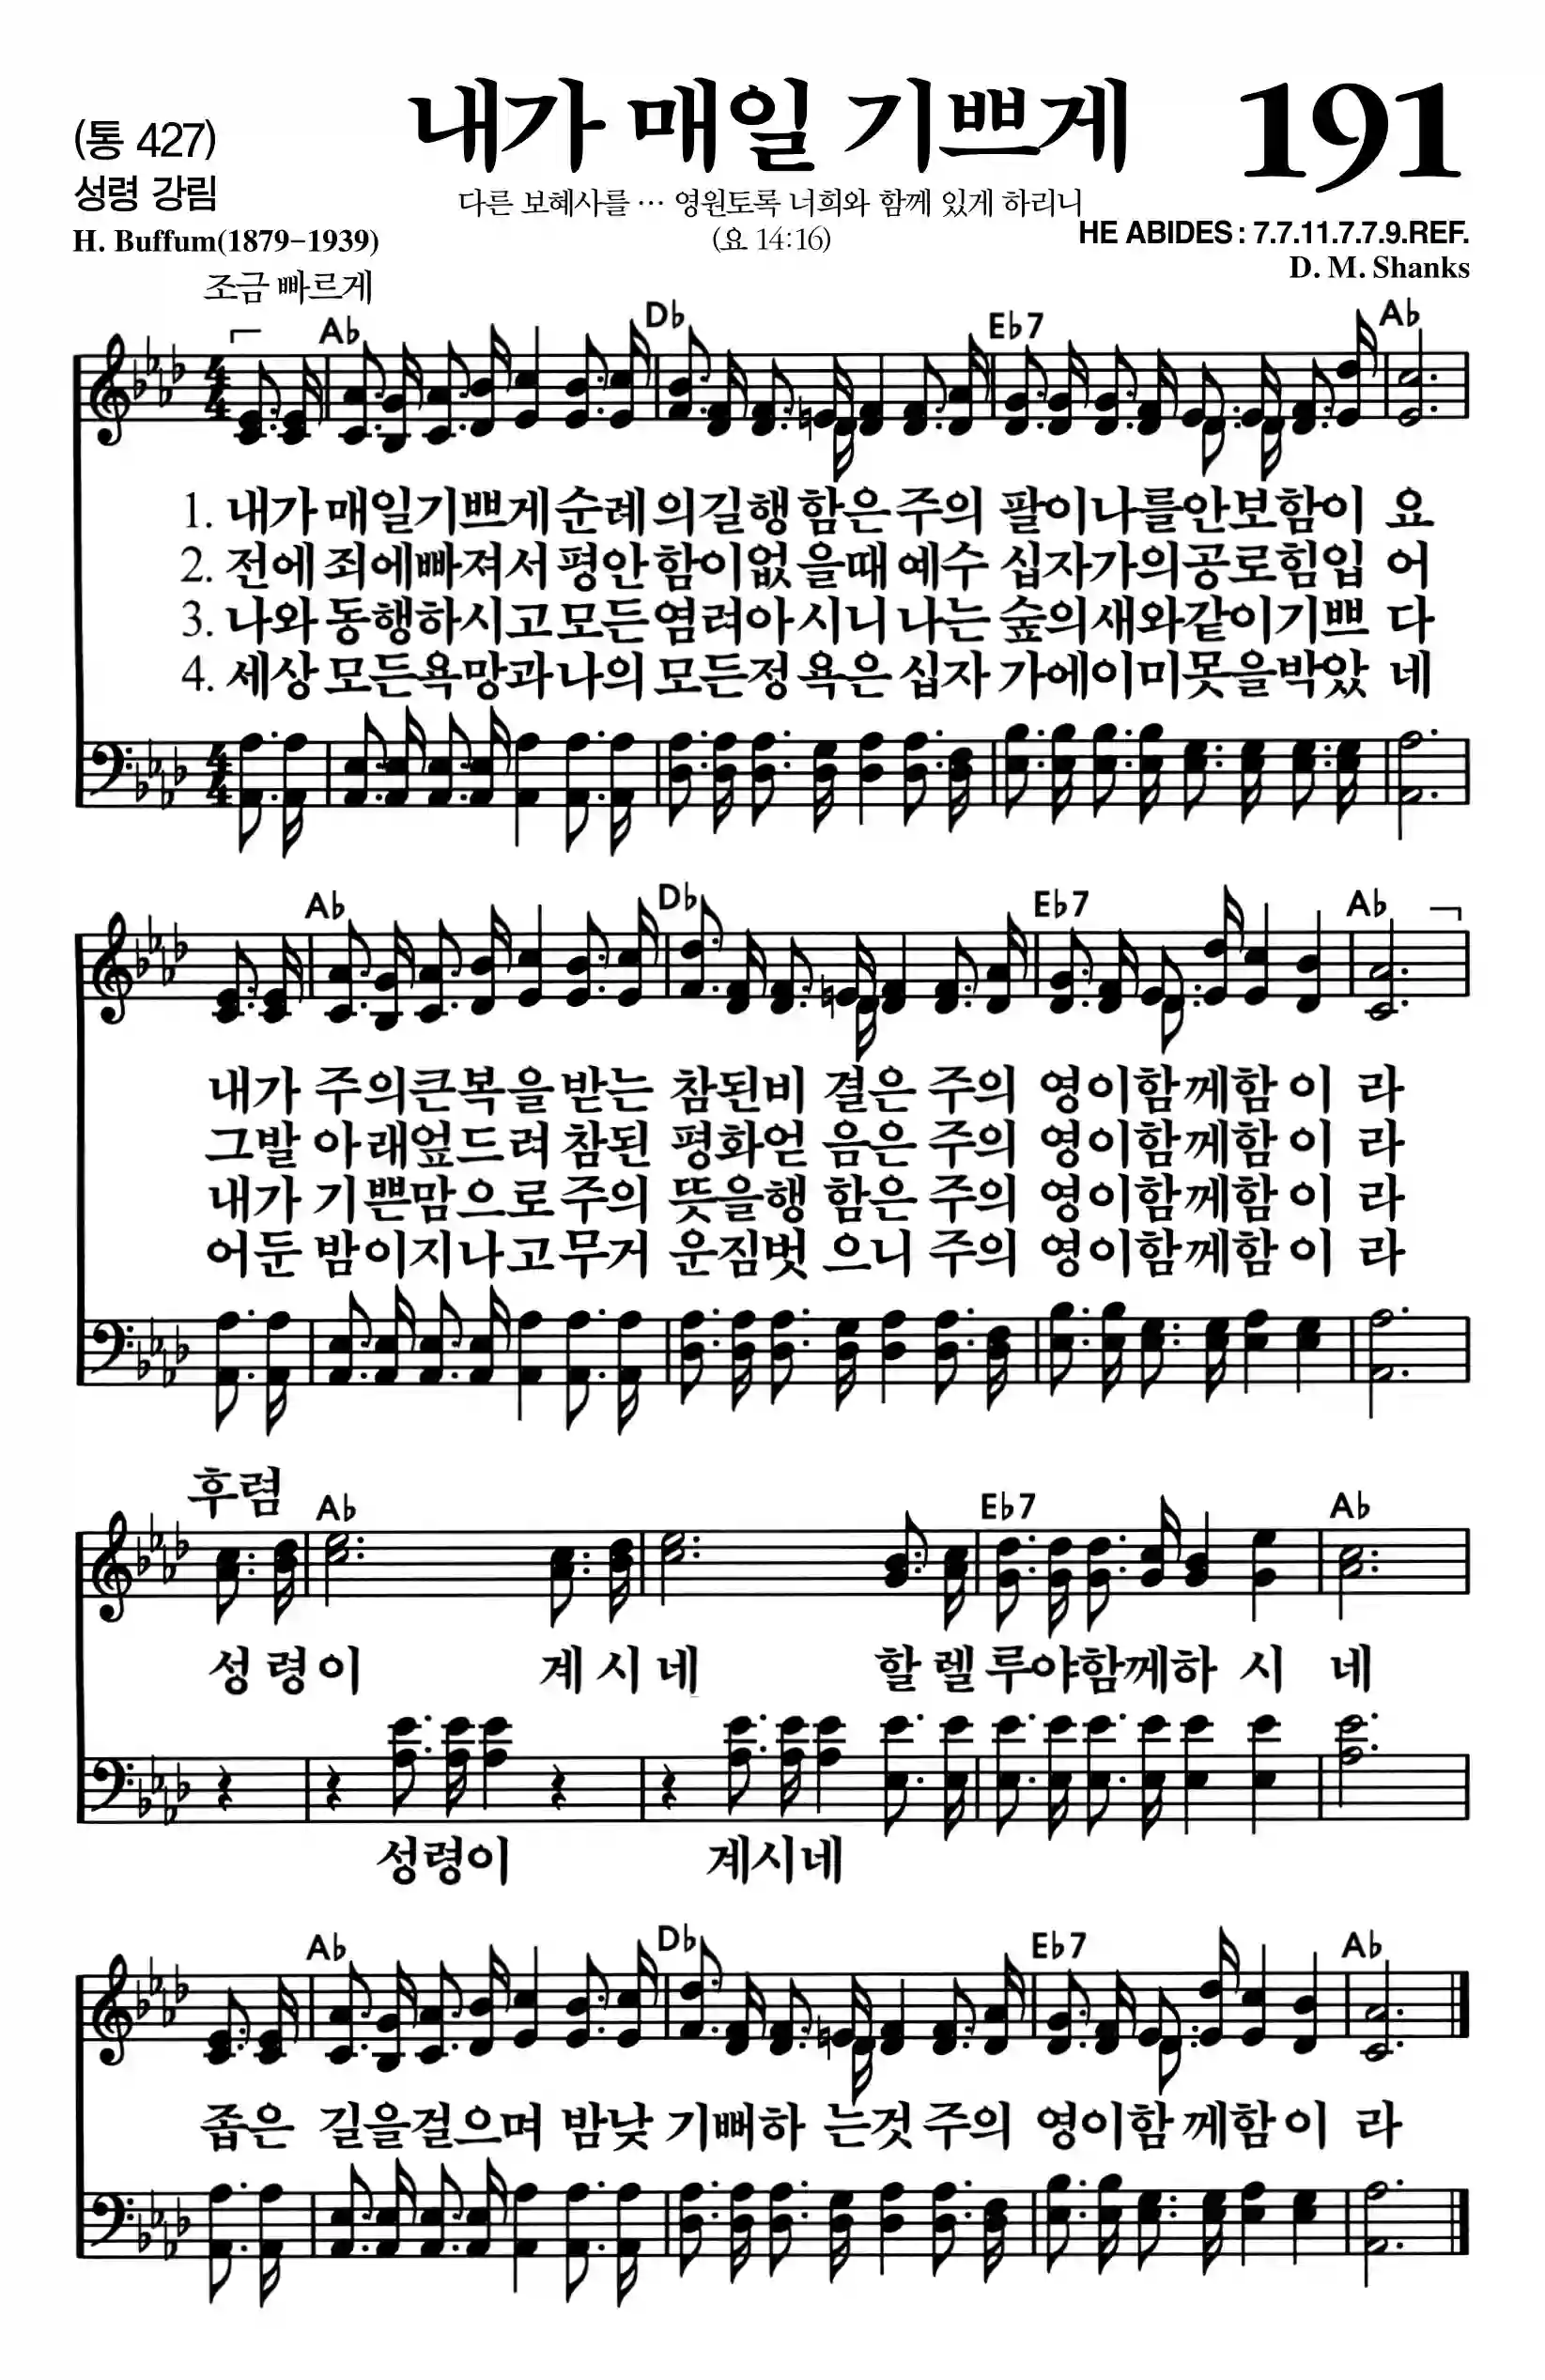 (통 427)
내가 매일 기쁘게
191
성령 강림
다른 보혜사를 … 영원토록 너희와 함께 있게 하리니
(요 14:16)
H. Buffum(1879-1939)
HE ABIDES : 7.7.11.7.7.9.REF.
D. M. Shanks
조금 빠르게
A♭ D♭ E♭7 A♭
1. 내가 매일기쁘게 순례 의길행 함은 주의 팔이나를안보함이 요
2. 전에 죄에빠져서 평안 함이없 을때 예수 십자가의공로힘입 어
3. 나와 동행하시고 모든 염려아 시니 나는 숲의새와같이기쁘 다
4. 세상 모든욕망과 나의 모든정 욕은 십자 가에이미못을박았 네
A♭ D♭ E♭7 A♭
내가 주의큰복을 받는 참된비 결은 주의 영이함께함 이 라
그발 아래엎드려 참된 평화얻 음은 주의 영이함께함 이 라
내가 기쁜맘으로 주의 뜻을행 함은 주의 영이함께함 이 라
어둔 밤이지나고 무거 운짐벗 으니 주의 영이함께함 이 라
후렴
A♭ E♭7 A♭
성 령 이 계 시 네 할 렐 루야함께하 시 네
성령이 계시네
A♭ D♭ E♭7 A♭
좁은 길을걸으며 밤낮 기뻐하 는것 주의 영이함 께함 이 라